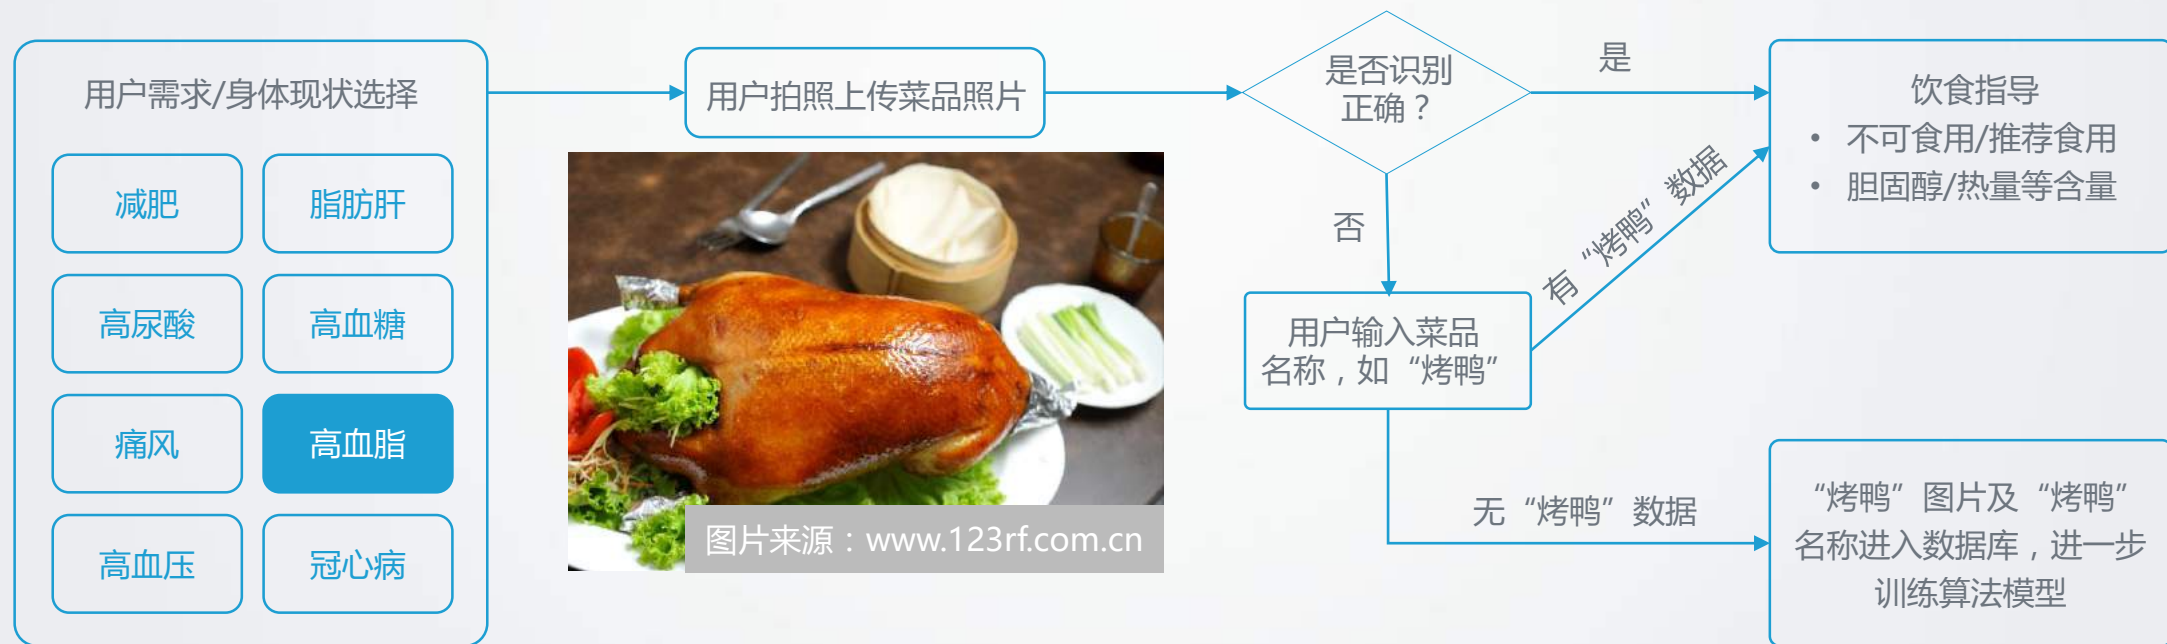 用户需求/身体现状选择
减肥
脂肪肝
高尿酸
高血糖
痛风
高血脂
高血压
冠心病
用户拍照上传菜品照片
图片来源：www.123rf.com.cn
是否识别
正确？
是
否
用户输入菜品
名称，如“烤鸭”
有“烤鸭”数据
无“烤鸭”数据
饮食指导
• 不可食用/推荐食用
• 胆固醇/热量等含量
“烤鸭”图片及“烤鸭”
名称进入数据库，进一步
训练算法模型